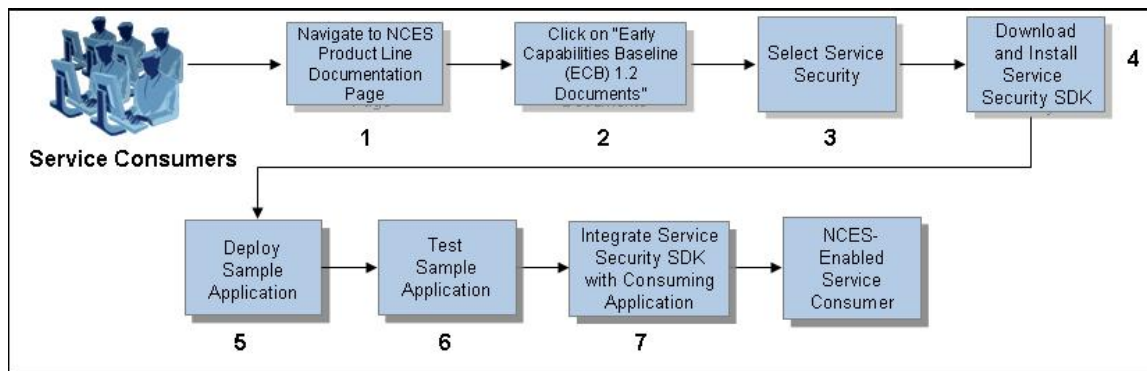 Service Consumers
Navigate to NCES
Product Line
Documentation
Page
1
Click on "Early
Capabilities Baseline
(ECB) 1.2
Documents"
2
Select Service
Security
3
Download
and Install
Service
Security SDK
4
Deploy
Sample
Application
5
Test
Sample
Application
6
Integrate Service
Security SDK
with Consuming
Application
7
NCES-
Enabled
Service
Consumer